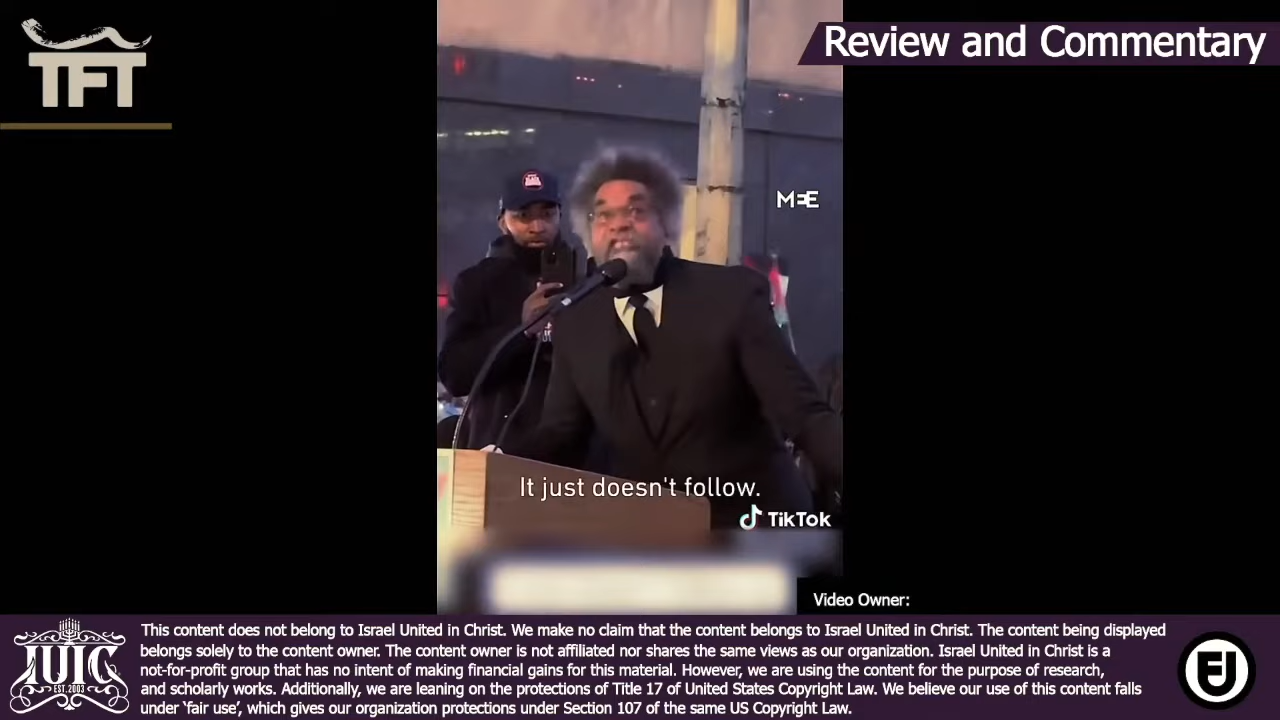 TFT
Review and Commentary
MEE
It just doesn't follow.
TikTok
Video Owner:
This content does not belong to Israel United in Christ. We make no claim that the content belongs to Israel United in Christ. The content being displayed
belongs solely to the content owner. The content owner is not affiliated nor shares the same views as our organization. Israel United in Christ is a
not-for-profit group that has no intent of making financial gains for this material. However, we are using the content for the purpose of research,
and scholarly works. Additionally, we are leaning on the protections of Title 17 of United States Copyright Law. We believe our use of this content falls
under 'fair use', which gives our organization protections under Section 107 of the same US Copyright Law.
IUIC
EST. 2003